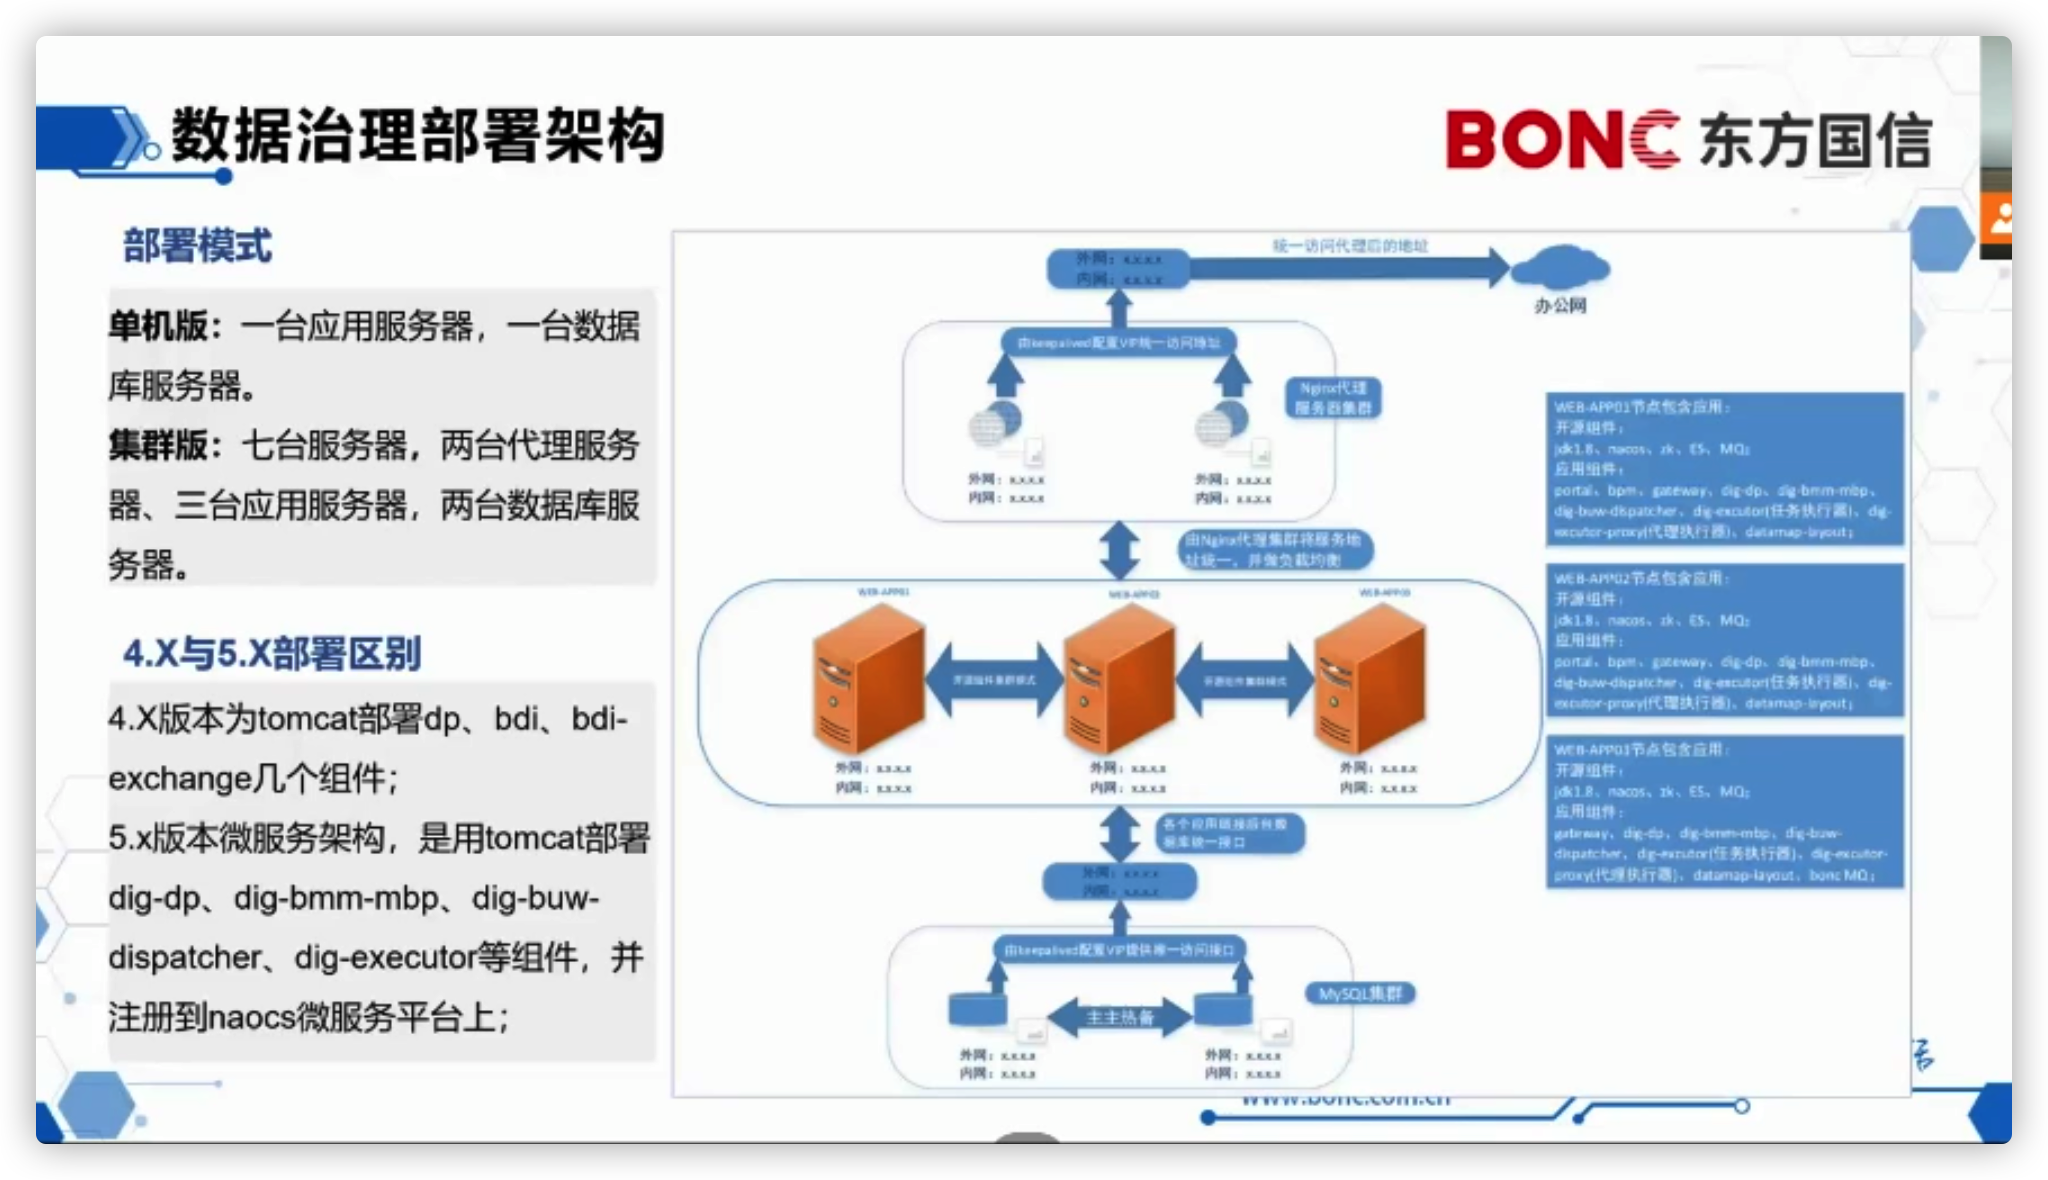 数据治理部署架构
BONC 东方国信
部署模式
单机版：一台应用服务器，一台数据
库服务器。
集群版：七台服务器，两台代理服务
器、三台应用服务器，两台数据库服
务器。
4.X与5.X部署区别
4.X版本为tomcat部署dp、bdi、bdi-
exchange几个组件；
5.x版本微服务架构，是用tomcat部署
dig-dp、dig-bmm-mbp、dig-buw-
dispatcher、dig-executor等组件，并
注册到naocs微服务平台上；
外网：x.x.x.x
内网：x.x.x.x
统一访问代理后的地址
办公网
由keepalived配置VIP统一访问地址
Nginx代理
服务器集群
外网：x.x.x.x
内网：x.x.x.x
外网：x.x.x.x
内网：x.x.x.x
由Nginx代理集群将服务地
址统一，并做负载均衡
WEB-APP01
WEB-APP02
WEB-APP03
开源组件集群模式
开源组件集群模式
外网：x.x.x.x
内网：x.x.x.x
外网：x.x.x.x
内网：x.x.x.x
外网：x.x.x.x
内网：x.x.x.x
各个应用链接后台数
据库统一接口
外网：x.x.x.x
内网：x.x.x.x
由keepalived配置VIP提供唯一访问接口
主主热备
MySQL集群
外网：x.x.x.x
内网：x.x.x.x
外网：x.x.x.x
内网：x.x.x.x
WEB-APP01节点包含应用：
开源组件：
jdk1.8、nacos、zk、ES、MQ；
应用组件：
portal、bpm、gateway、dig-dp、dig-bmm-mbp、
dig-buw-dispatcher、dig-excutor(任务执行器)、dig-
excutor-proxy(代理执行器)、datamap-layout；
WEB-APP02节点包含应用：
开源组件：
jdk1.8、nacos、zk、ES、MQ；
应用组件：
portal、bpm、gateway、dig-dp、dig-bmm-mbp、
dig-buw-dispatcher、dig-excutor(任务执行器)、dig-
excutor-proxy(代理执行器)、datamap-layout；
WEB-APP03节点包含应用：
开源组件：
jdk1.8、nacos、zk、ES、MQ；
应用组件：
gateway、dig-dp、dig-bmm-mbp、dig-buw-
dispatcher、dig-excutor(任务执行器)、dig-excutor-
proxy(代理执行器)、datamap-layout、bonc MQ；
www.bonc.com.cn